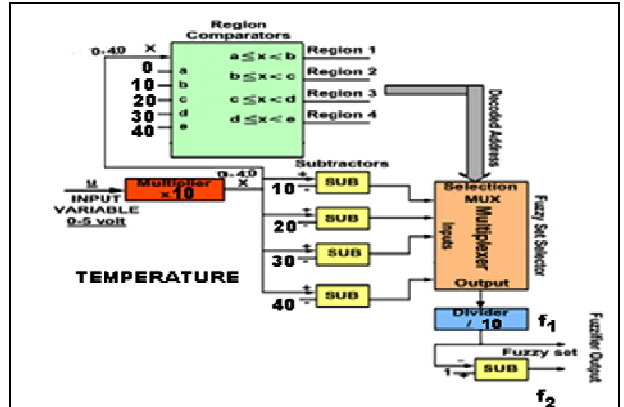 Region
Comparators
0-40 X
a ≤ x < b Region 1
b ≤ x < c Region 2
c ≤ x < d Region 3
d ≤ x < e Region 4
0 a
10 b
20 c
30 d
40 e
Decoded Address
Subtractors
0-40
X
u
INPUT
VARIABLE
0-5 volt
Multiplier
x 10
+
10 - SUB
+
20 - SUB
+
30 - SUB
+
40 - SUB
TEMPERATURE
Selection
MUX
Multiplexer
Inputs
Output
Fuzzy Set Selector
Divider
/ 10
f1
Fuzzy set
-
1 + SUB
f2
Fuzzifier Output